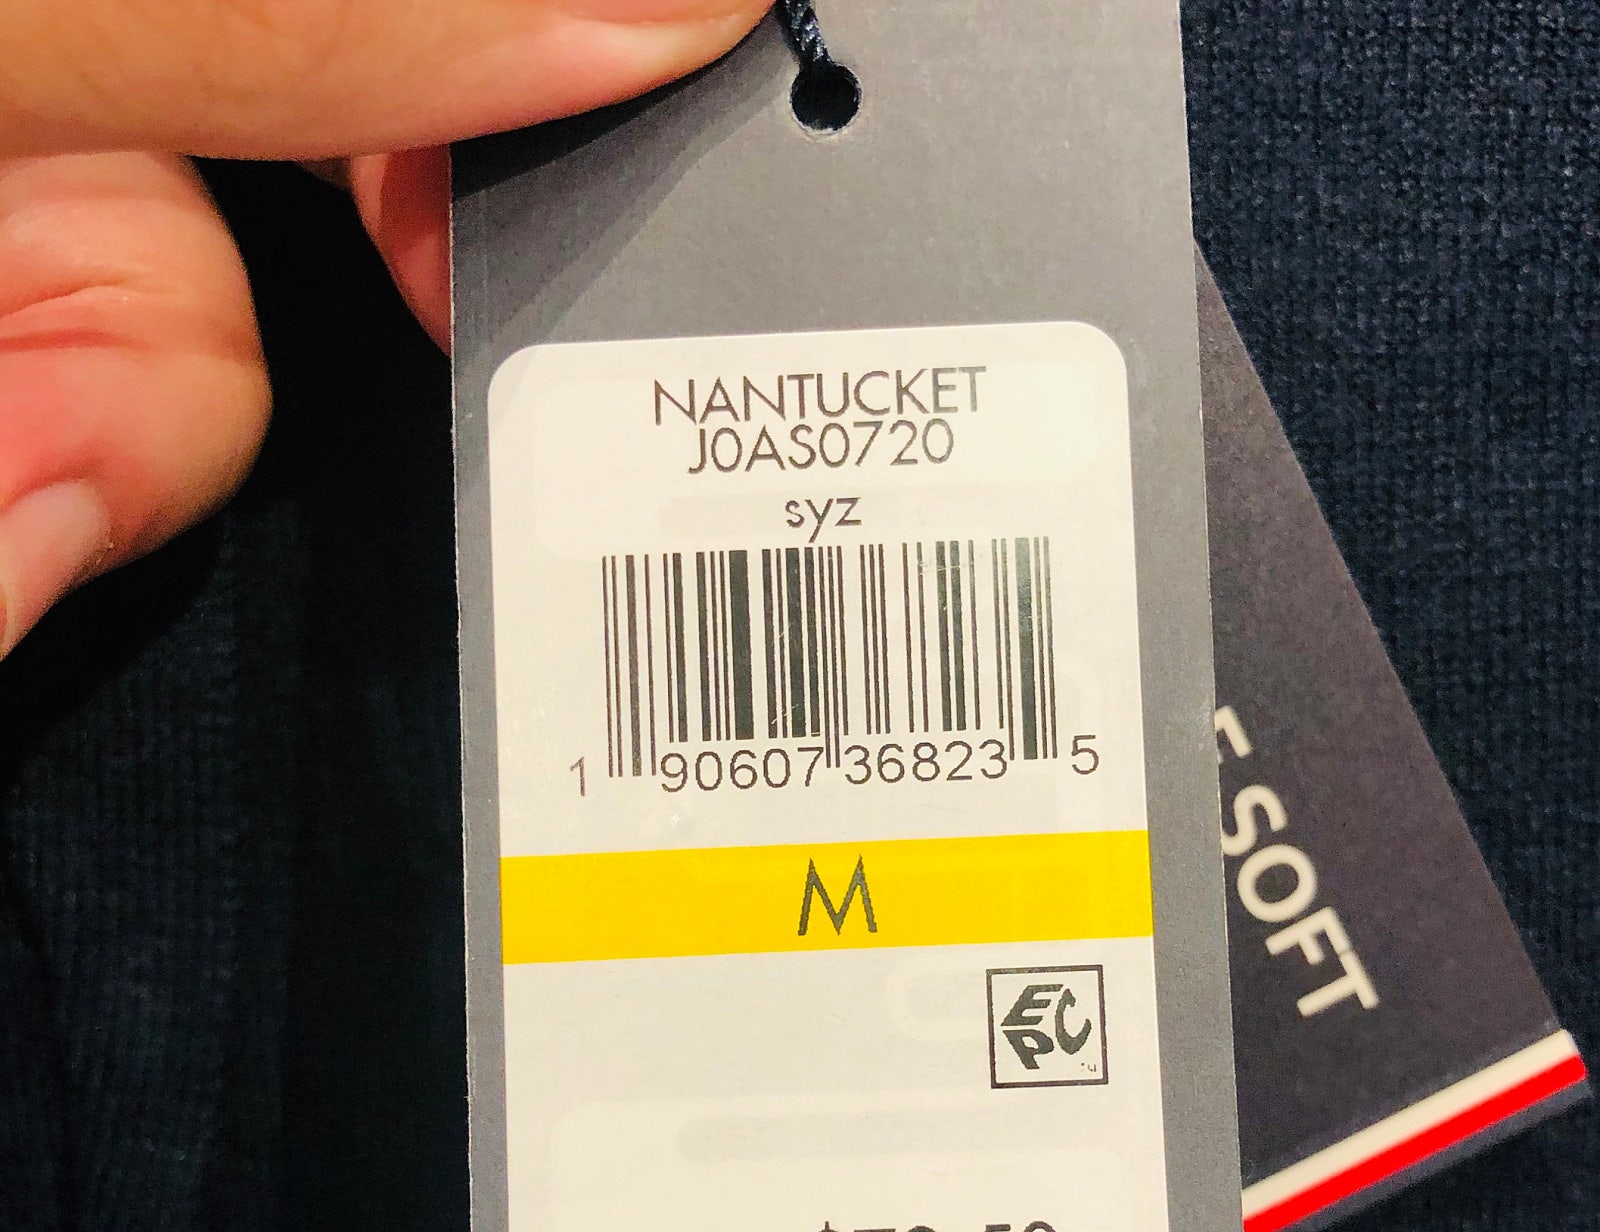 NANTUCKET
J0AS0720
syz
1 90607 36823 5
M
EPC
SOFT